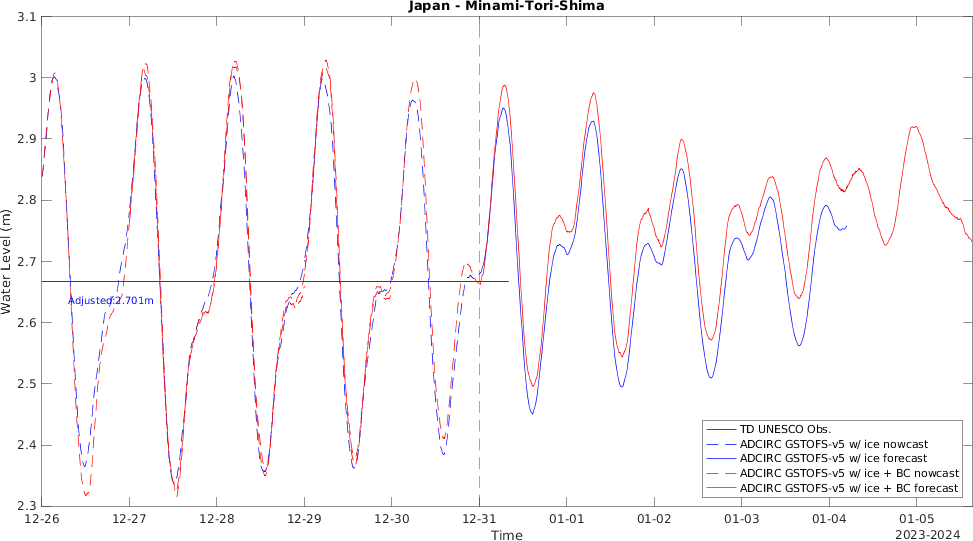 Japan - Minami-Tori-Shima
Water Level (m)
3.1
3
2.9
2.8
2.7
2.6
2.5
2.4
2.3
Adjusted:2.701m
TD UNESCO Obs.
ADCIRC GSTOFS-v5 w/ ice nowcast
ADCIRC GSTOFS-v5 w/ ice forecast
ADCIRC GSTOFS-v5 w/ ice + BC nowcast
ADCIRC GSTOFS-v5 w/ ice + BC forecast
12-26 12-27 12-28 12-29 12-30 12-31 01-01 01-02 01-03 01-04 01-05
Time
2023-2024